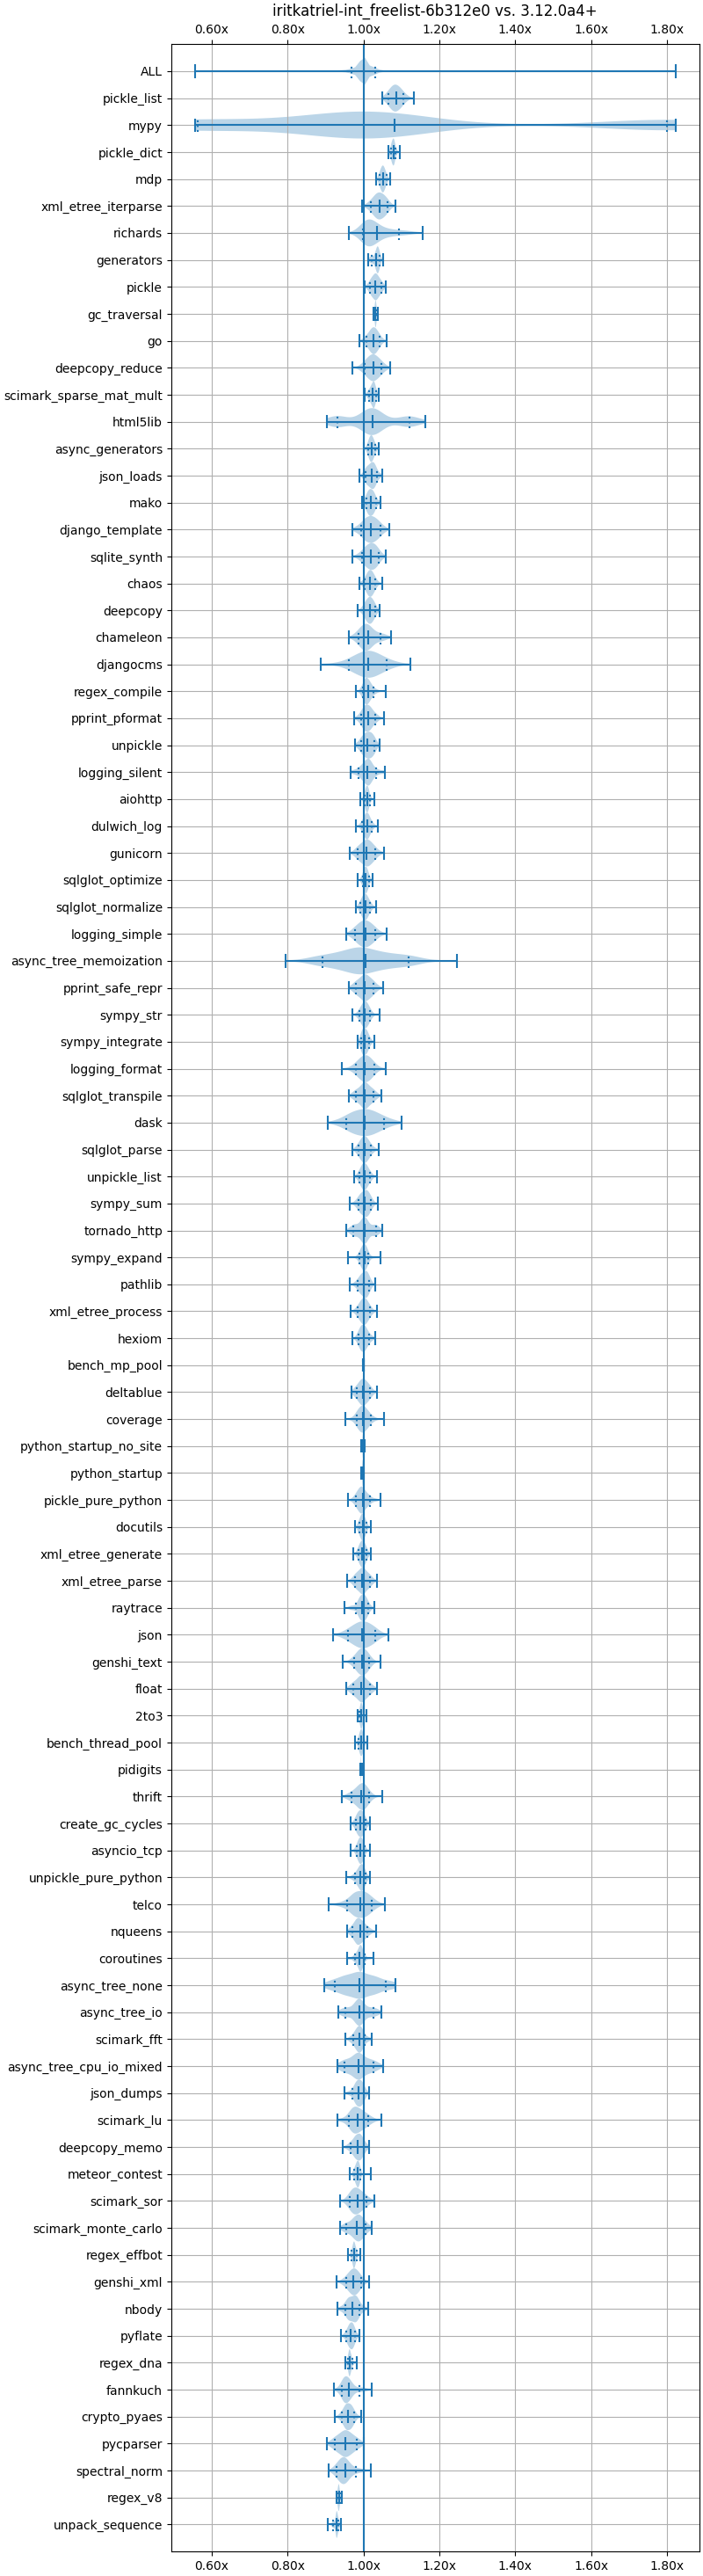 iritkatriel-int_freelist-6b312e0 vs. 3.12.0a4+
0.60x 0.80x 1.00x 1.20x 1.40x 1.60x 1.80x
ALL
pickle_list
mypy
pickle_dict
mdp
xml_etree_iterparse
richards
generators
pickle
gc_traversal
go
deepcopy_reduce
scimark_sparse_mat_mult
html5lib
async_generators
json_loads
mako
django_template
sqlite_synth
chaos
deepcopy
chameleon
djangocms
regex_compile
pprint_pformat
unpickle
logging_silent
aiohttp
dulwich_log
gunicorn
sqlglot_optimize
sqlglot_normalize
logging_simple
async_tree_memoization
pprint_safe_repr
sympy_str
sympy_integrate
logging_format
sqlglot_transpile
dask
sqlglot_parse
unpickle_list
sympy_sum
tornado_http
sympy_expand
pathlib
xml_etree_process
hexiom
bench_mp_pool
deltablue
coverage
python_startup_no_site
python_startup
pickle_pure_python
docutils
xml_etree_generate
xml_etree_parse
raytrace
json
genshi_text
float
2to3
bench_thread_pool
pidigits
thrift
create_gc_cycles
asyncio_tcp
unpickle_pure_python
telco
nqueens
coroutines
async_tree_none
async_tree_io
scimark_fft
async_tree_cpu_io_mixed
json_dumps
scimark_lu
deepcopy_memo
meteor_contest
scimark_sor
scimark_monte_carlo
regex_effbot
genshi_xml
nbody
pyflate
regex_dna
fannkuch
crypto_pyaes
pycparser
spectral_norm
regex_v8
unpack_sequence
0.60x 0.80x 1.00x 1.20x 1.40x 1.60x 1.80x